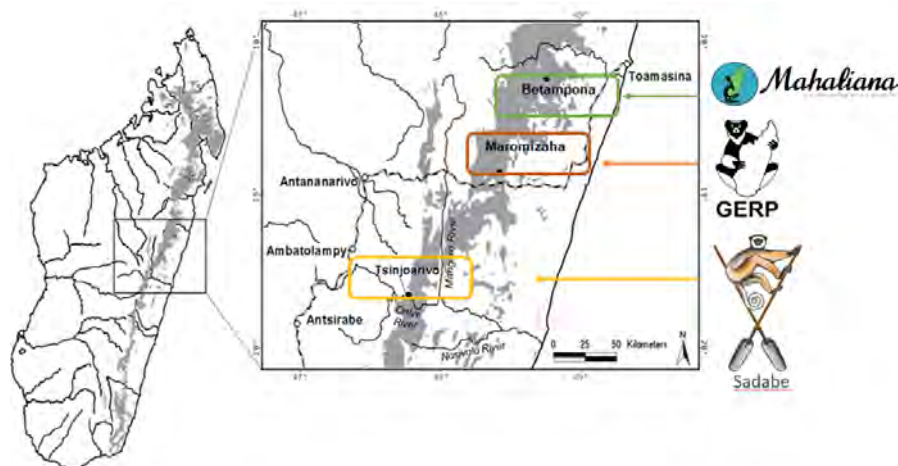 Toamasina
Betampona
Maromizaha
Antananarivo
Mangoro River
Ambatolampy
Tsinjoarivo
Antsirabe
Onive
River
Nosivolo River
0 25 50 Kilometers
N
Mahaliana
GERP
Sadabe